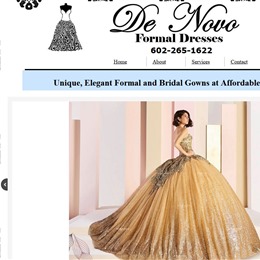 De Novo
Formal Dresses
602-265-1622
Home About Services Contact
Unique, Elegant Formal and Bridal Gowns at Affordable